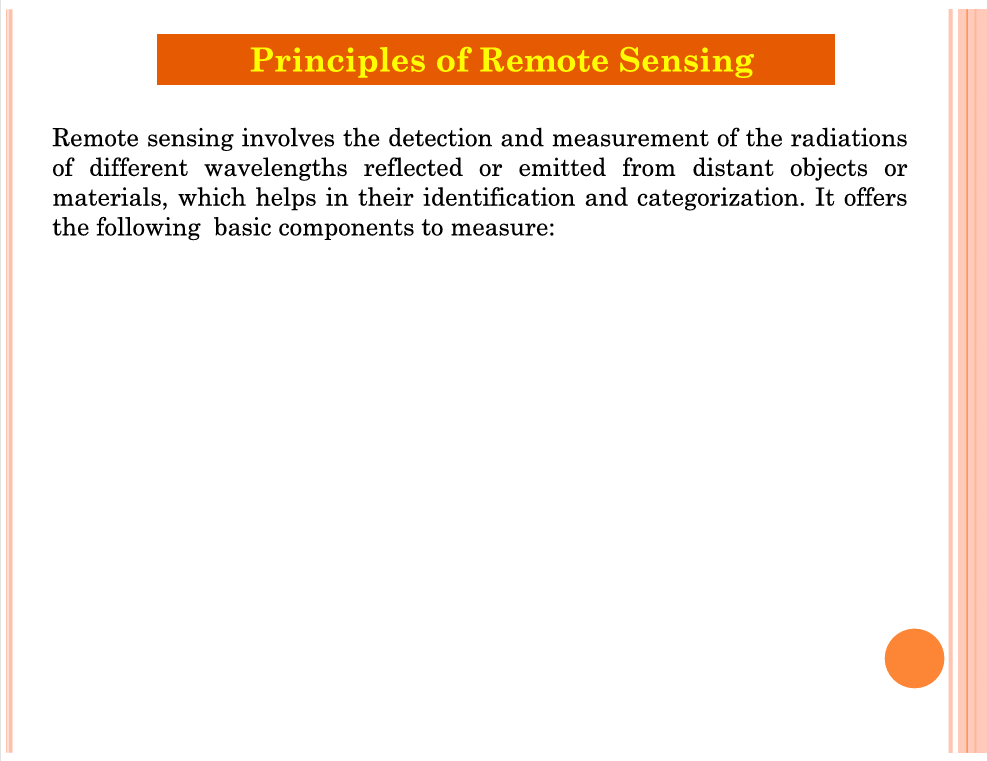 Principles of Remote Sensing
Remote sensing involves the detection and measurement of the radiations
of different wavelengths reflected or emitted from distant objects or
materials, which helps in their identification and categorization. It offers
the following  basic components to measure: